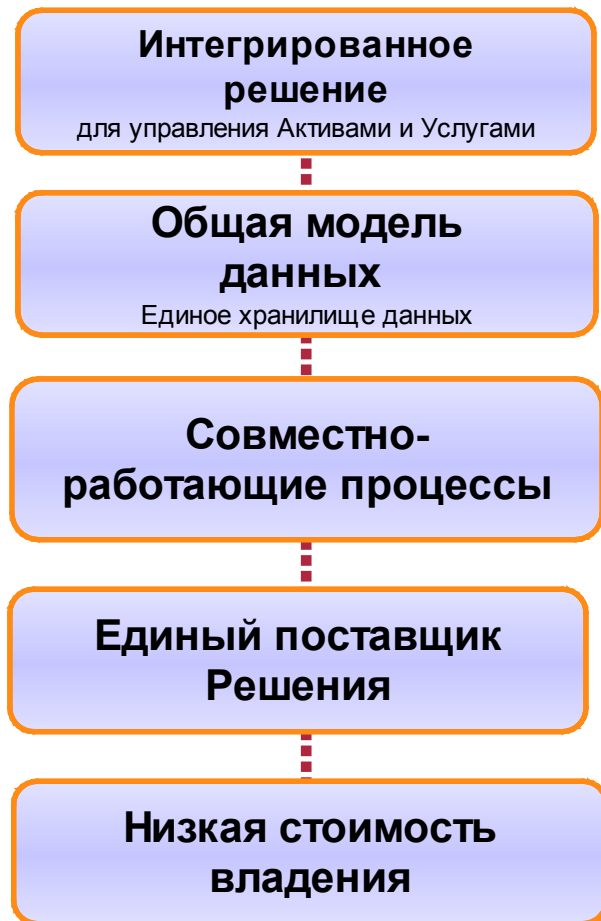 Интегрированное
решение
для управления Активами и Услугами
Общая модель
данных
Единое хранилище данных
Совместно-
работающие процессы
Единый поставщик
Решения
Низкая стоимость
владения